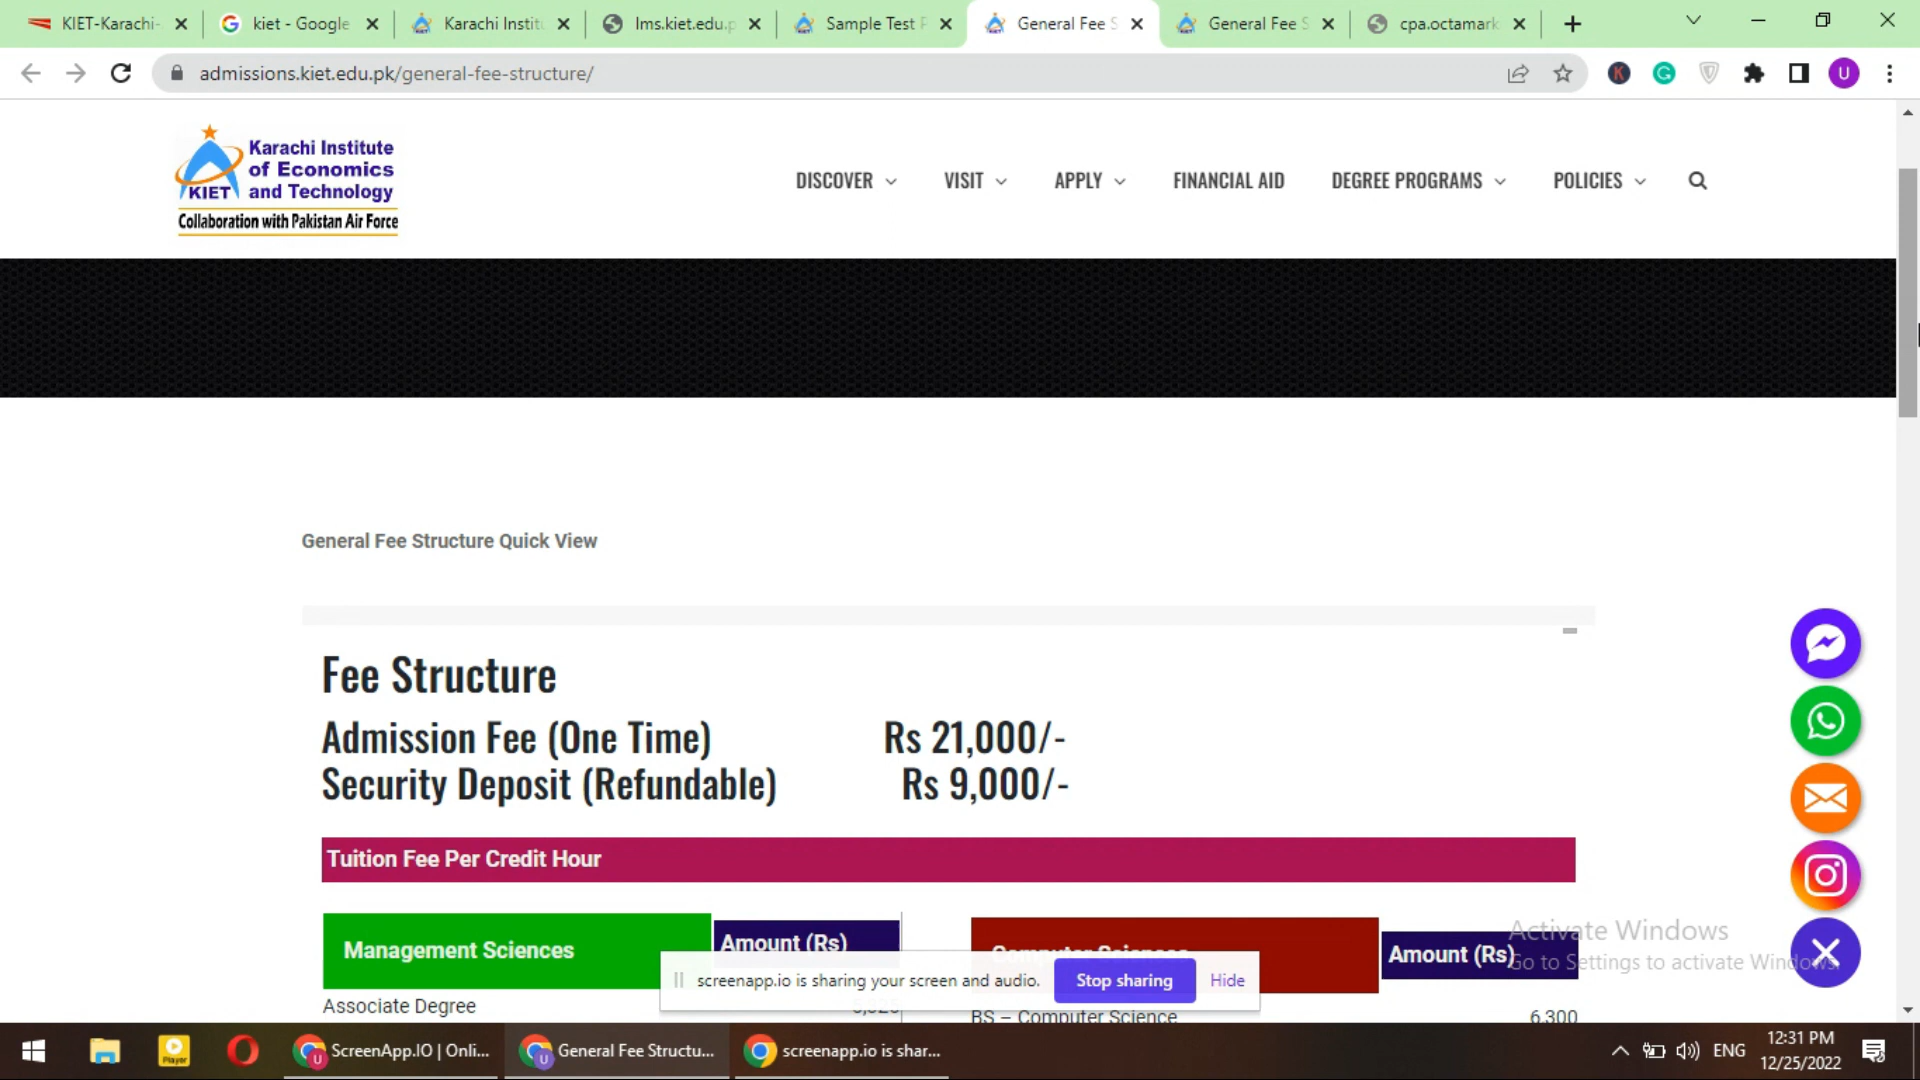 KIET-Karachi-
kiet - Google
Karachi Instit
lms.kiet.edu.p
Sample Test P
General Fee S
General Fee S
cpa.octamark
admissions.kiet.edu.pk/general-fee-structure/
K
G
U
Karachi Institute
of Economics
and Technology
KIET
Collaboration with Pakistan Air Force
DISCOVER
VISIT
APPLY
FINANCIAL AID
DEGREE PROGRAMS
POLICIES
General Fee Structure Quick View
Fee Structure
Admission Fee (One Time) Rs 21,000/-
Security Deposit (Refundable) Rs 9,000/-
Tuition Fee Per Credit Hour
Management Sciences
Amount (Rs)
Computer Sciences
Amount (Rs)
Activate Windows
Go to Settings to activate Windows.
screenapp.io is sharing your screen and audio.
Stop sharing
Hide
Associate Degree
BS – Computer Science
6,300
Player
ScreenApp.IO | Onli...
General Fee Structu...
screenapp.io is shar...
ENG
12:31 PM
12/25/2022